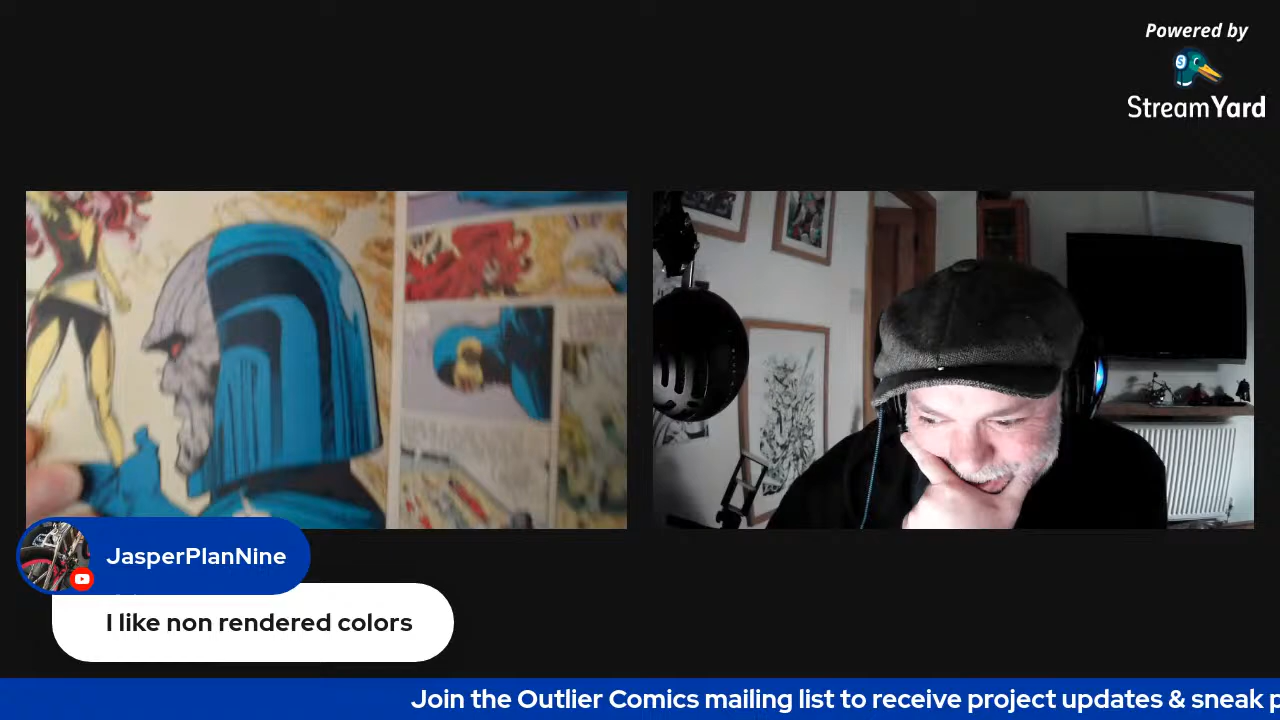 Powered by
StreamYard
JasperPlanNine
I like non rendered colors
Join the Outlier Comics mailing list to receive project updates & sneak p